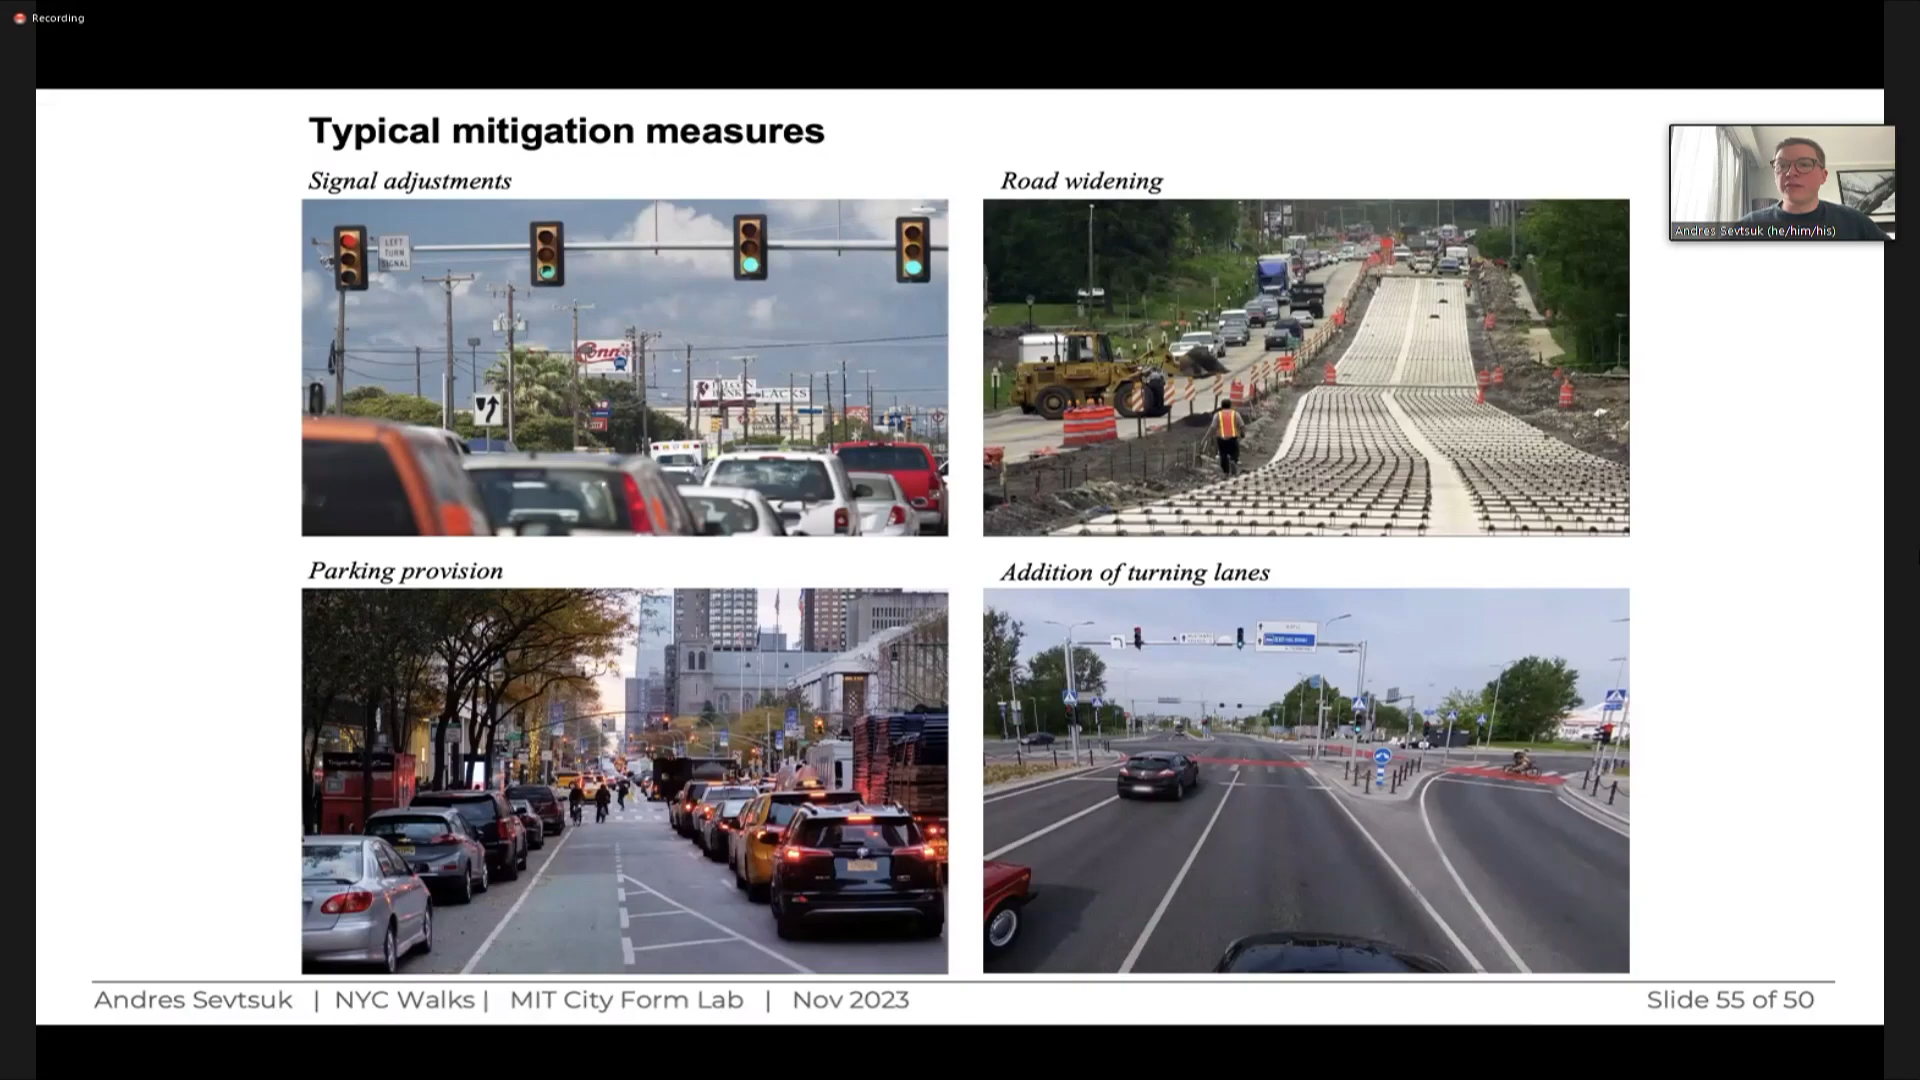 Recording
Typical mitigation measures
Signal adjustments
Road widening
LEFT
TURN
SIGNAL
Conn's
Andres Sevtsuk (he/him/his)
Parking provision
Addition of turning lanes
Andres Sevtsuk | NYC Walks | MIT City Form Lab | Nov 2023
Slide 55 of 50